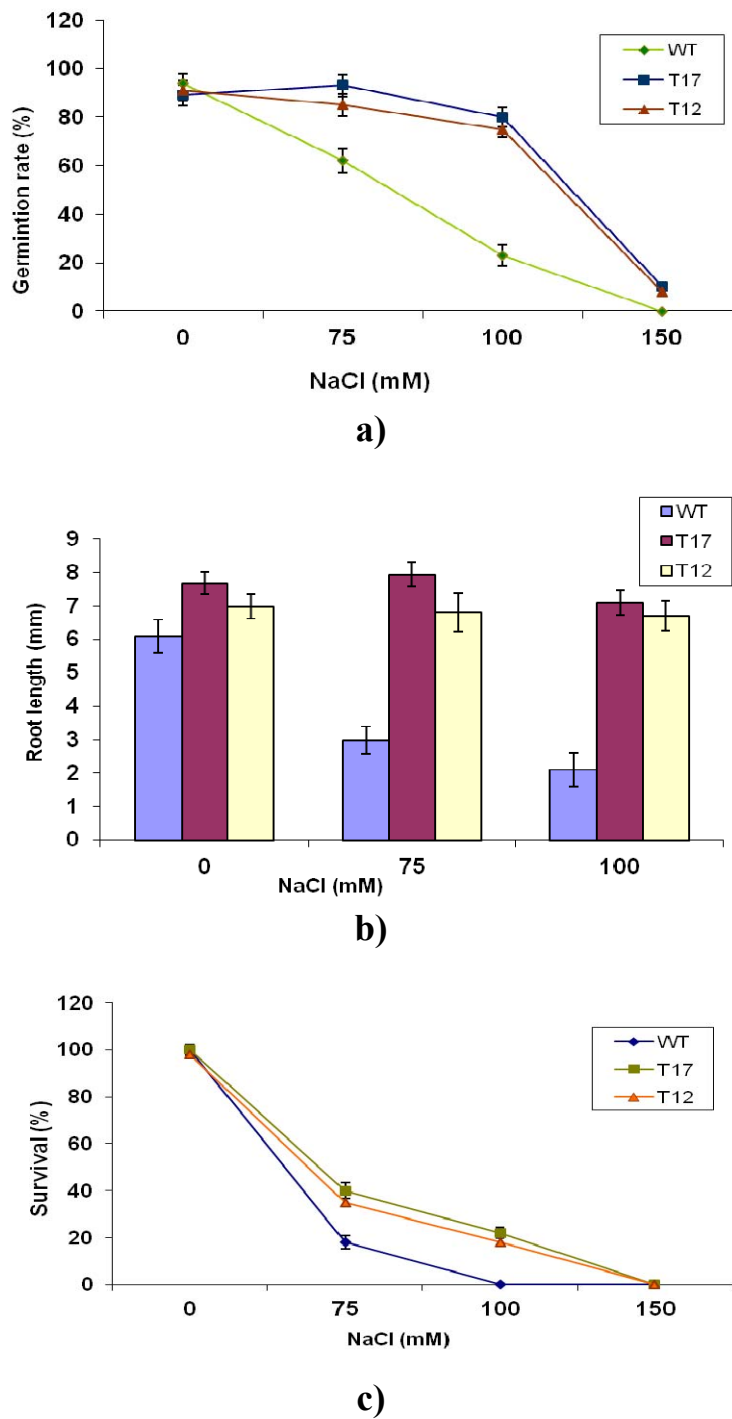 120
100
80
60
40
20
0
Germintion rate (%)
WT
T17
T12
0 75 100 150
NaCl (mM)
a)
9
8
7
6
5
4
3
2
1
0
Root length (mm)
WT
T17
T12
0 75 100
NaCl (mM)
b)
120
100
80
60
40
20
0
Survival (%)
WT
T17
T12
0 75 100 150
NaCl (mM)
c)